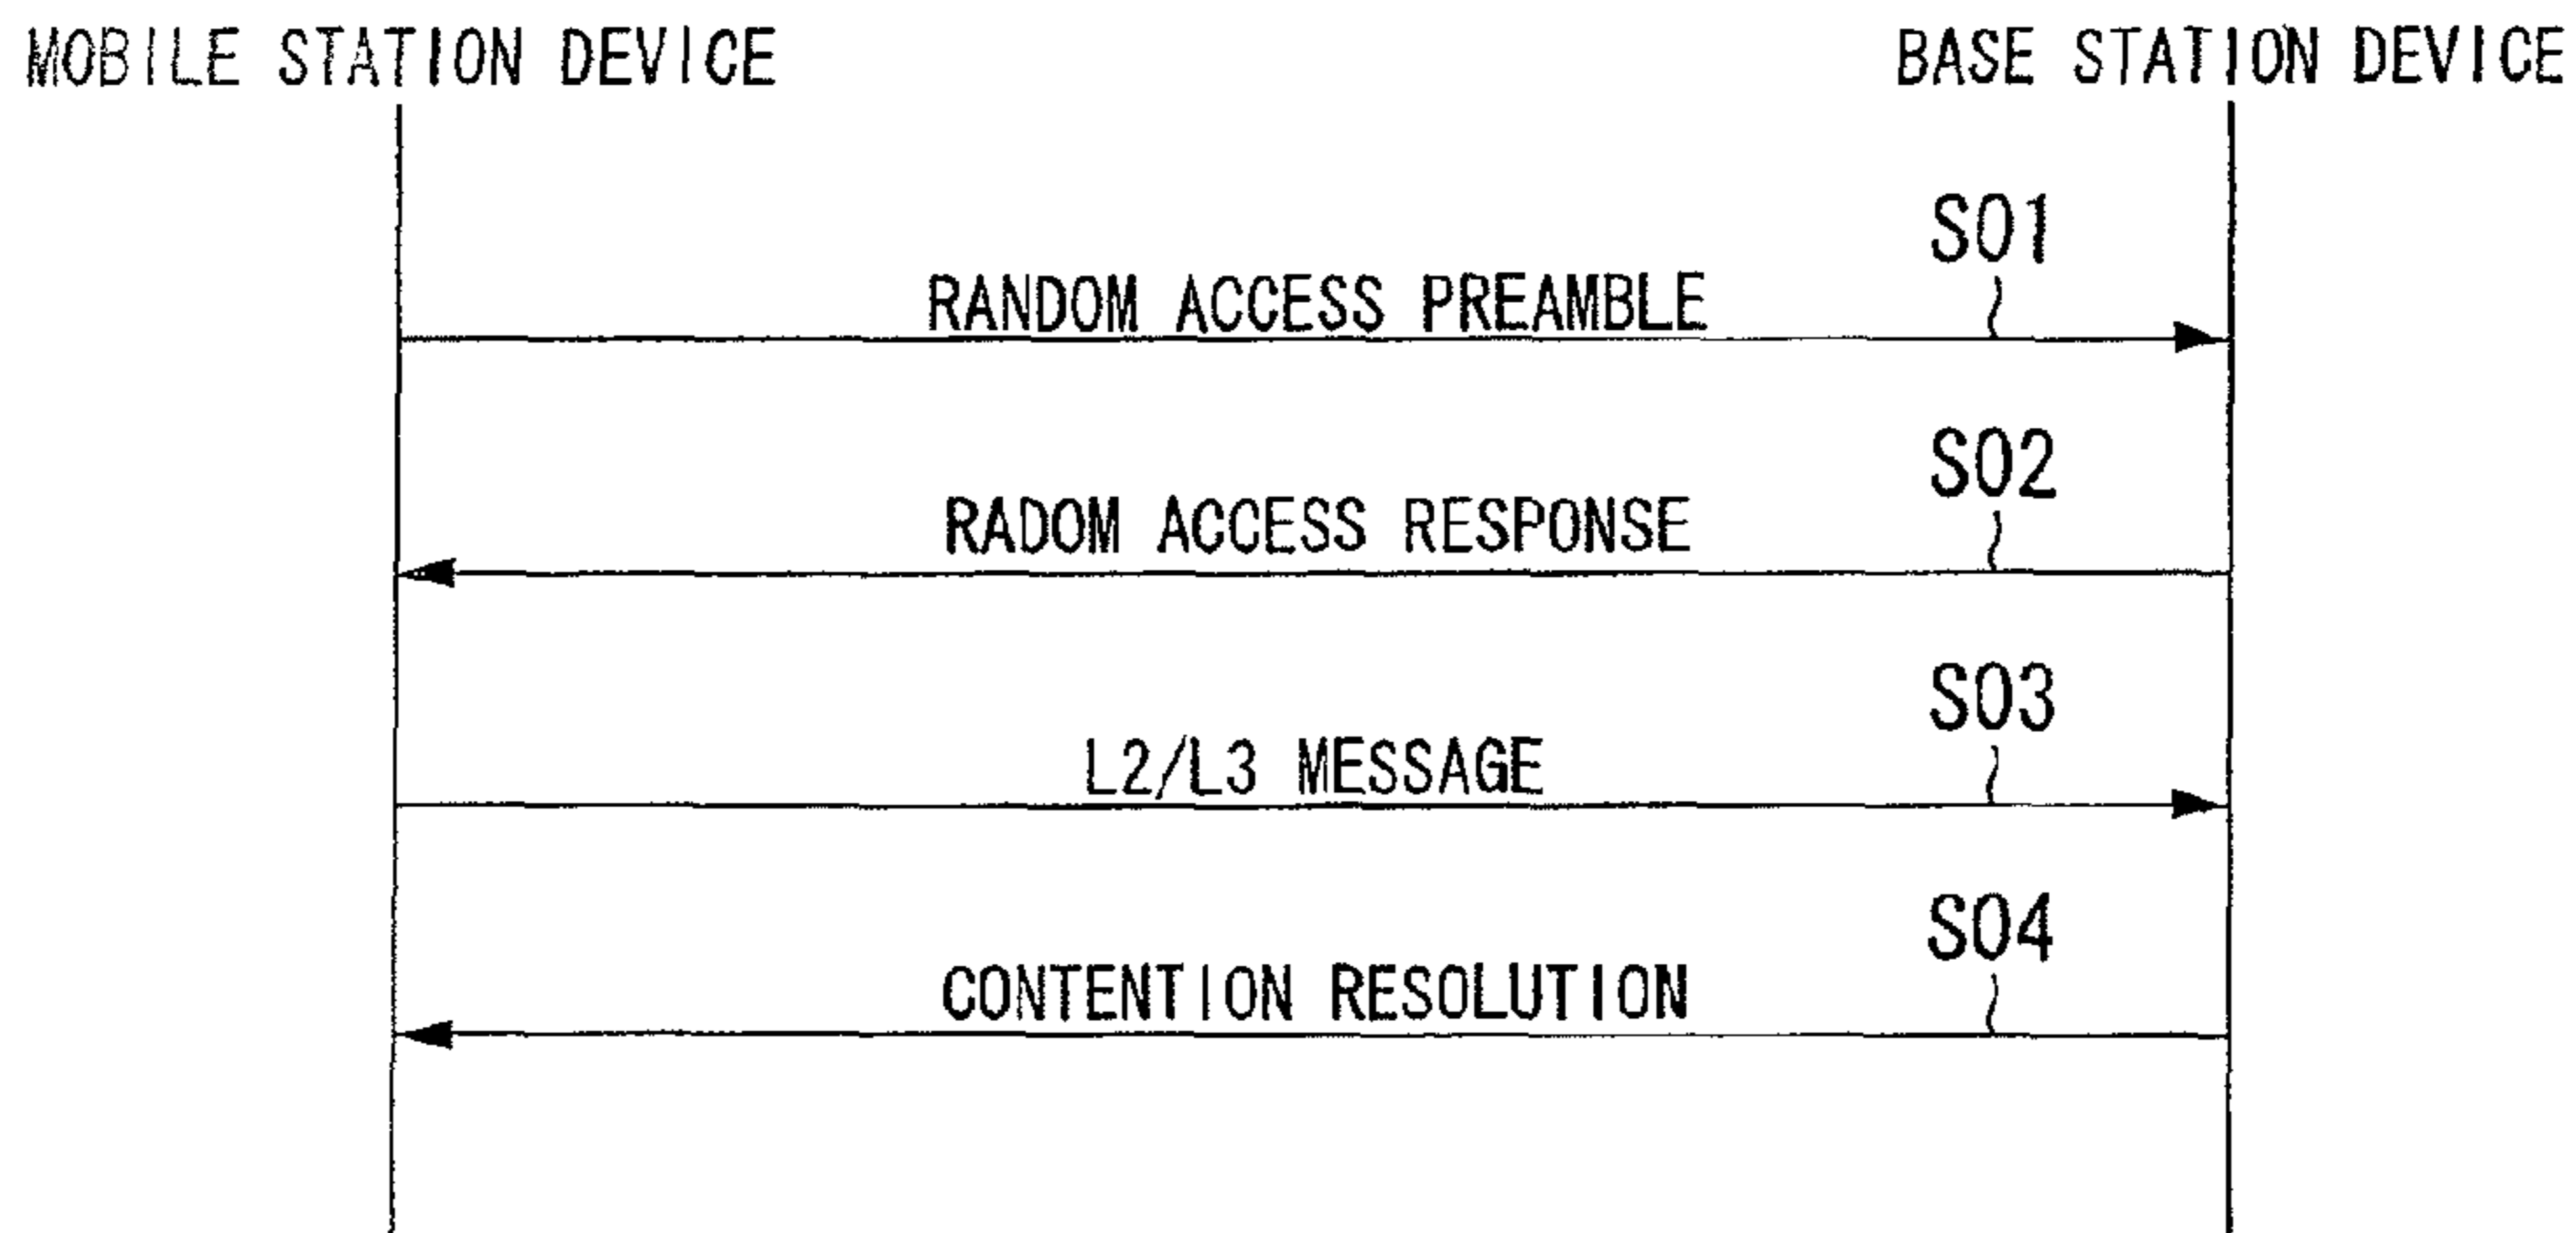 MOBILE STATION DEVICE
BASE STATION DEVICE
S01
RANDOM ACCESS PREAMBLE
S02
RADOM ACCESS RESPONSE
S03
L2/L3 MESSAGE
S04
CONTENTION RESOLUTION